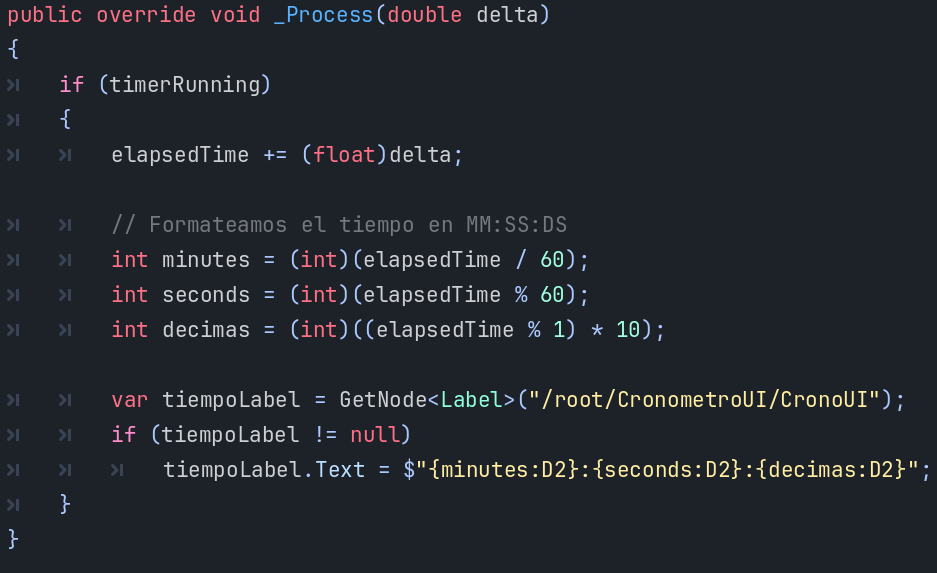 public override void _Process(double delta)
{
if (timerRunning)
{
elapsedTime += (float)delta;
// Formateamos el tiempo en MM:SS:DS
int minutes = (int)(elapsedTime / 60);
int seconds = (int)(elapsedTime % 60);
int decimas = (int)((elapsedTime % 1) * 10);
var tiempoLabel = GetNode<Label>("/root/CronometroUI/CronoUI");
if (tiempoLabel != null)
tiempoLabel.Text = $"{minutes:D2}:{seconds:D2}:{decimas:D2}";
}
}